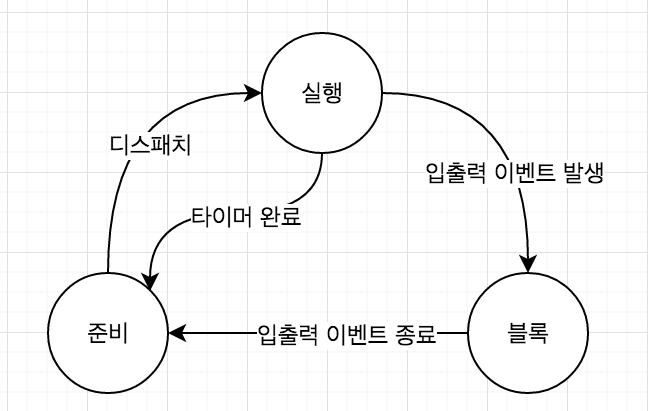 실행
디스패치
입출력 이벤트 발생
타이머 완료
준비
입출력 이벤트 종료
블록